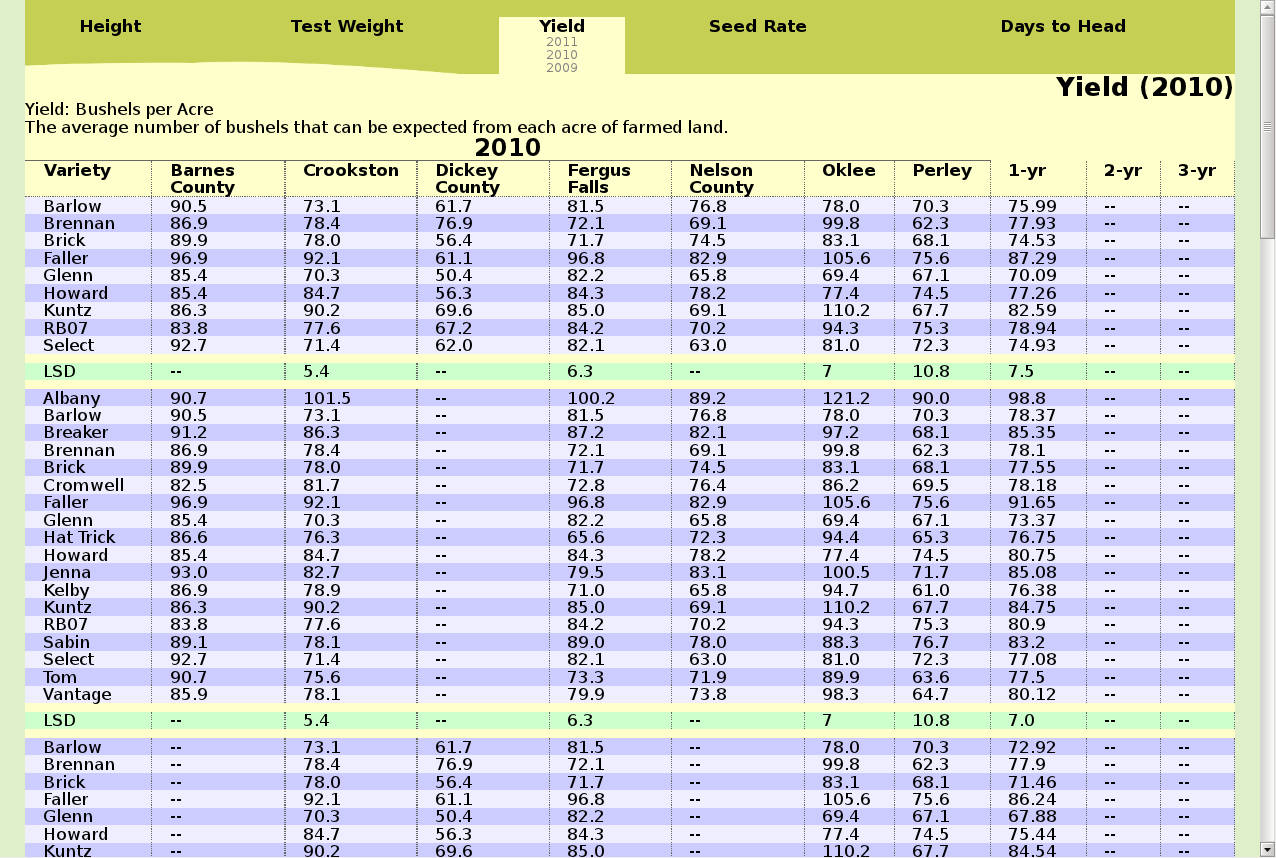 Height Test Weight Yield Seed Rate Days to Head
2011
2010
2009
Yield (2010)
Yield: Bushels per Acre
The average number of bushels that can be expected from each acre of farmed land.
2010
Variety Barnes County Crookston Dickey County Fergus Falls Nelson County Oklee Perley 1-yr 2-yr 3-yr
Barlow 90.5 73.1 61.7 81.5 76.8 78.0 70.3 75.99 -- --
Brennan 86.9 78.4 76.9 72.1 69.1 99.8 62.3 77.93 -- --
Brick 89.9 78.0 56.4 71.7 74.5 83.1 68.1 74.53 -- --
Faller 96.9 92.1 61.1 96.8 82.9 105.6 75.6 87.29 -- --
Glenn 85.4 70.3 50.4 82.2 65.8 69.4 67.1 70.09 -- --
Howard 85.4 84.7 56.3 84.3 78.2 77.4 74.5 77.26 -- --
Kuntz 86.3 90.2 69.6 85.0 69.1 110.2 67.7 82.59 -- --
RB07 83.8 77.6 67.2 84.2 70.2 94.3 75.3 78.94 -- --
Select 92.7 71.4 62.0 82.1 63.0 81.0 72.3 74.93 -- --
LSD -- 5.4 -- 6.3 -- 7 10.8 7.5 -- --
Albany 90.7 101.5 -- 100.2 89.2 121.2 90.0 98.8 -- --
Barlow 90.5 73.1 -- 81.5 76.8 78.0 70.3 78.37 -- --
Breaker 91.2 86.3 -- 87.2 82.1 97.2 68.1 85.35 -- --
Brennan 86.9 78.4 -- 72.1 69.1 99.8 62.3 78.1 -- --
Brick 89.9 78.0 -- 71.7 74.5 83.1 68.1 77.55 -- --
Cromwell 82.5 81.7 -- 72.8 76.4 86.2 69.5 78.18 -- --
Faller 96.9 92.1 -- 96.8 82.9 105.6 75.6 91.65 -- --
Glenn 85.4 70.3 -- 82.2 65.8 69.4 67.1 73.37 -- --
Hat Trick 86.6 76.3 -- 65.6 72.3 94.4 65.3 76.75 -- --
Howard 85.4 84.7 -- 84.3 78.2 77.4 74.5 80.75 -- --
Jenna 93.0 82.7 -- 79.5 83.1 100.5 71.7 85.08 -- --
Kelby 86.9 78.9 -- 71.0 65.8 94.7 61.0 76.38 -- --
Kuntz 86.3 90.2 -- 85.0 69.1 110.2 67.7 84.75 -- --
RB07 83.8 77.6 -- 84.2 70.2 94.3 75.3 80.9 -- --
Sabin 89.1 78.1 -- 89.0 78.0 88.3 76.7 83.2 -- --
Select 92.7 71.4 -- 82.1 63.0 81.0 72.3 77.08 -- --
Tom 90.7 75.6 -- 73.3 71.9 89.9 63.6 77.5 -- --
Vantage 85.9 78.1 -- 79.9 73.8 98.3 64.7 80.12 -- --
LSD -- 5.4 -- 6.3 -- 7 10.8 7.0 -- --
Barlow -- 73.1 61.7 81.5 -- 78.0 70.3 72.92 -- --
Brennan -- 78.4 76.9 72.1 -- 99.8 62.3 77.9 -- --
Brick -- 78.0 56.4 71.7 -- 83.1 68.1 71.46 -- --
Faller -- 92.1 61.1 96.8 -- 105.6 75.6 86.24 -- --
Glenn -- 70.3 50.4 82.2 -- 69.4 67.1 67.88 -- --
Howard -- 84.7 56.3 84.3 -- 77.4 74.5 75.44 -- --
Kuntz -- 90.2 69.6 85.0 -- 110.2 67.7 84.54 -- --